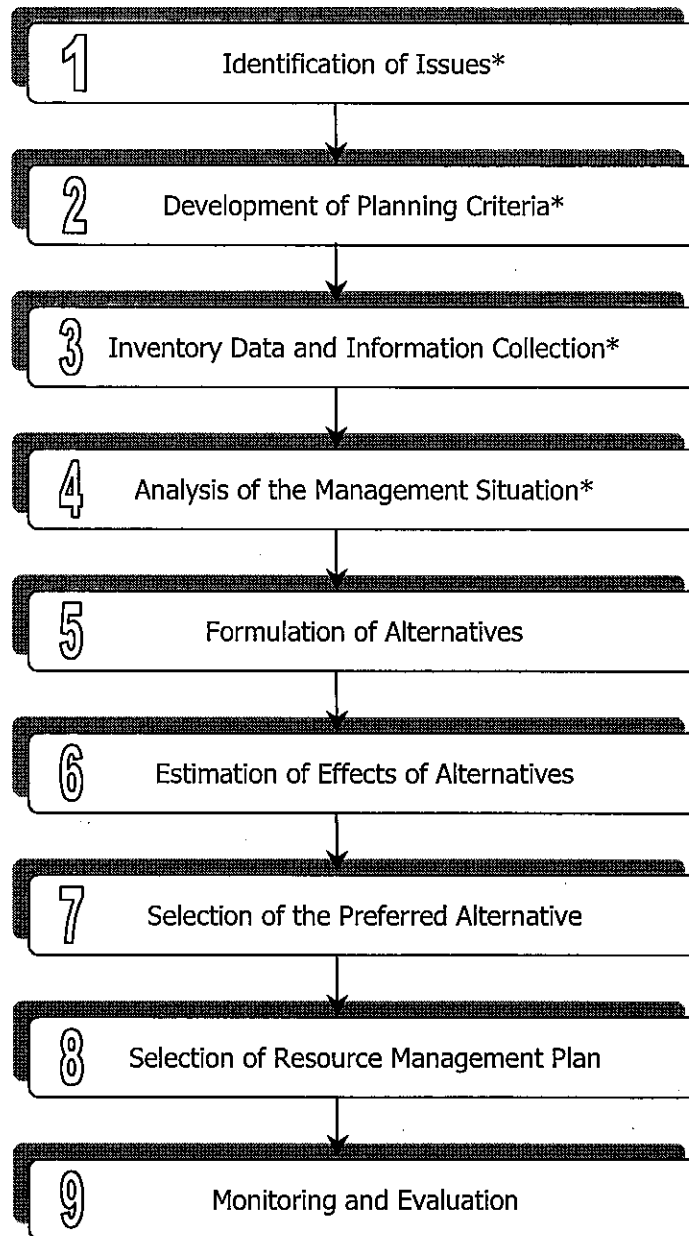 1 Identification of Issues*
2 Development of Planning Criteria*
3 Inventory Data and Information Collection*
4 Analysis of the Management Situation*
5 Formulation of Alternatives
6 Estimation of Effects of Alternatives
7 Selection of the Preferred Alternative
8 Selection of Resource Management Plan
9 Monitoring and Evaluation